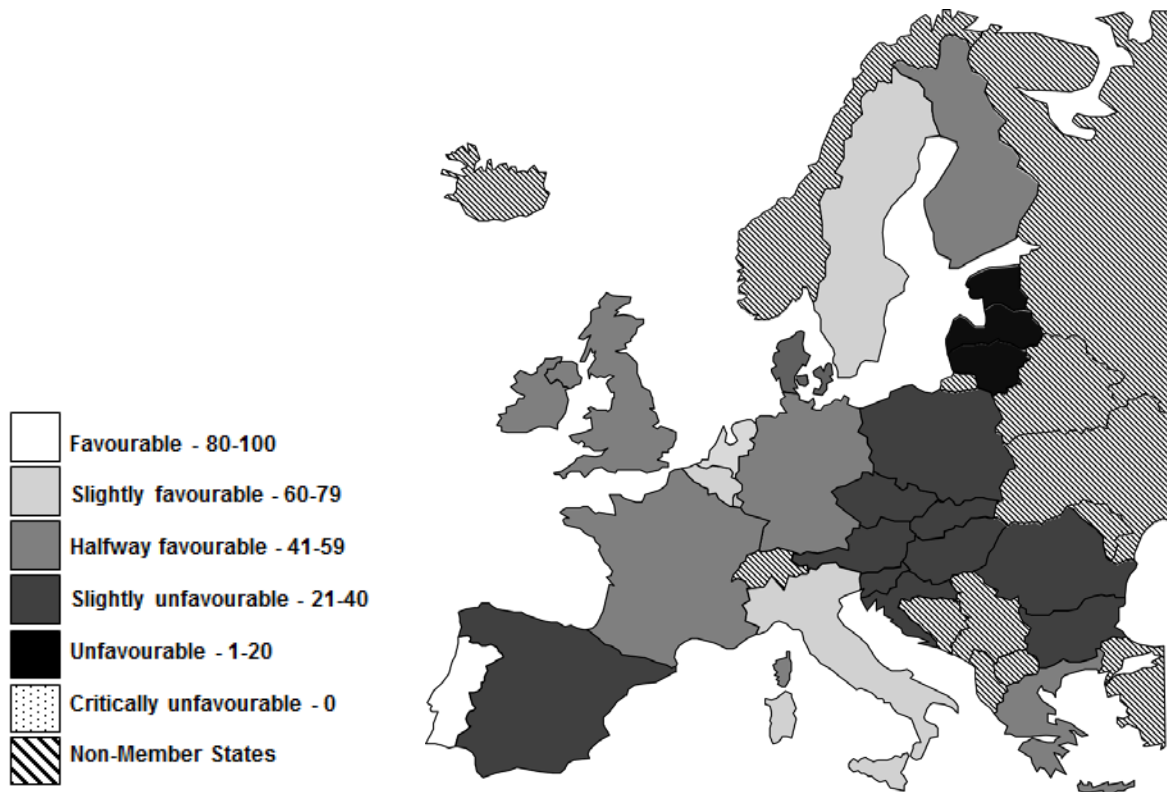 Favourable - 80-100
Slightly favourable - 60-79
Halfway favourable - 41-59
Slightly unfavourable - 21-40
Unfavourable - 1-20
Critically unfavourable - 0
Non-Member States